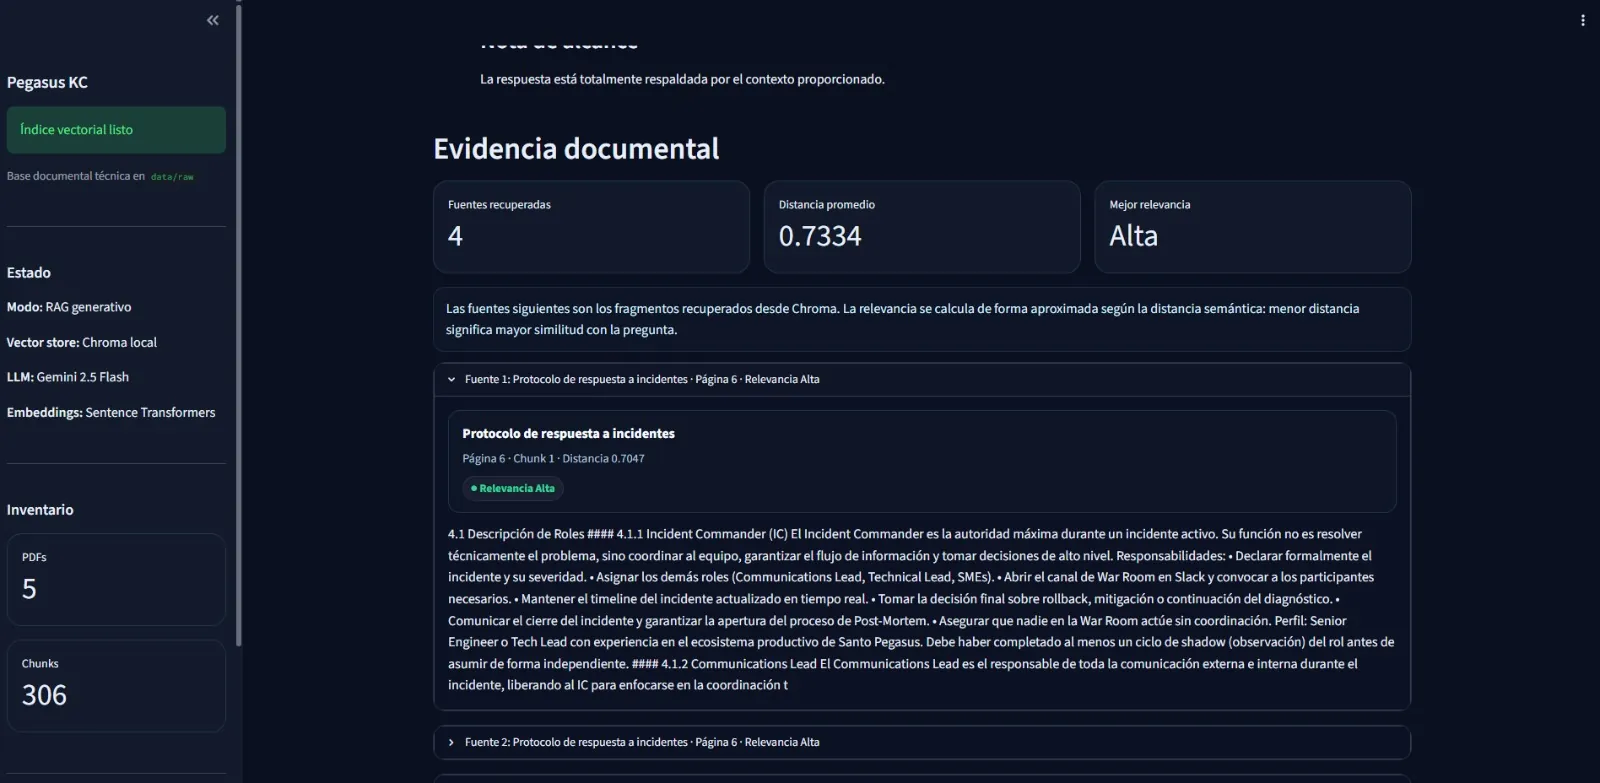 Pegasus KC
Índice vectorial listo
Base documental técnica en data/raw
Estado
Modo: RAG generativo
Vector store: Chroma local
LLM: Gemini 2.5 Flash
Embeddings: Sentence Transformers
Inventario
PDFs
5
Chunks
306
Nota de alcance
La respuesta está totalmente respaldada por el contexto proporcionado.
Evidencia documental
Fuentes recuperadas
4
Distancia promedio
0.7334
Mejor relevancia
Alta
Las fuentes siguientes son los fragmentos recuperados desde Chroma. La relevancia se calcula de forma aproximada según la distancia semántica: menor distancia
significa mayor similitud con la pregunta.
Fuente 1: Protocolo de respuesta a incidentes · Página 6 · Relevancia Alta
Protocolo de respuesta a incidentes
Página 6 · Chunk 1 · Distancia 0.7047
Relevancia Alta
4.1 Descripción de Roles #### 4.1.1 Incident Commander (IC) El Incident Commander es la autoridad máxima durante un incidente activo. Su función no es resolver
técnicamente el problema, sino coordinar al equipo, garantizar el flujo de información y tomar decisiones de alto nivel. Responsabilidades: • Declarar formalmente el
incidente y su severidad. • Asignar los demás roles (Communications Lead, Technical Lead, SMEs). • Abrir el canal de War Room en Slack y convocar a los participantes
necesarios. • Mantener el timeline del incidente actualizado en tiempo real. • Tomar la decisión final sobre rollback, mitigación o continuación del diagnóstico. •
Comunicar el cierre del incidente y garantizar la apertura del proceso de Post-Mortem. • Asegurar que nadie en la War Room actúe sin coordinación. Perfil: Senior
Engineer o Tech Lead con experiencia en el ecosistema productivo de Santo Pegasus. Debe haber completado al menos un ciclo de shadow (observación) del rol antes de
asumir de forma independiente. #### 4.1.2 Communications Lead El Communications Lead es el responsable de toda la comunicación externa e interna durante el
incidente, liberando al IC para enfocarse en la coordinación t
Fuente 2: Protocolo de respuesta a incidentes · Página 6 · Relevancia Alta